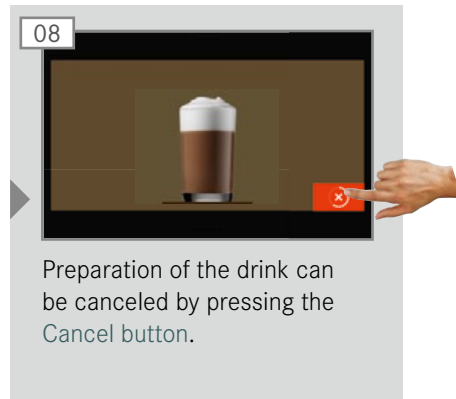 08
Preparation of the drink can
be canceled by pressing the
Cancel button.